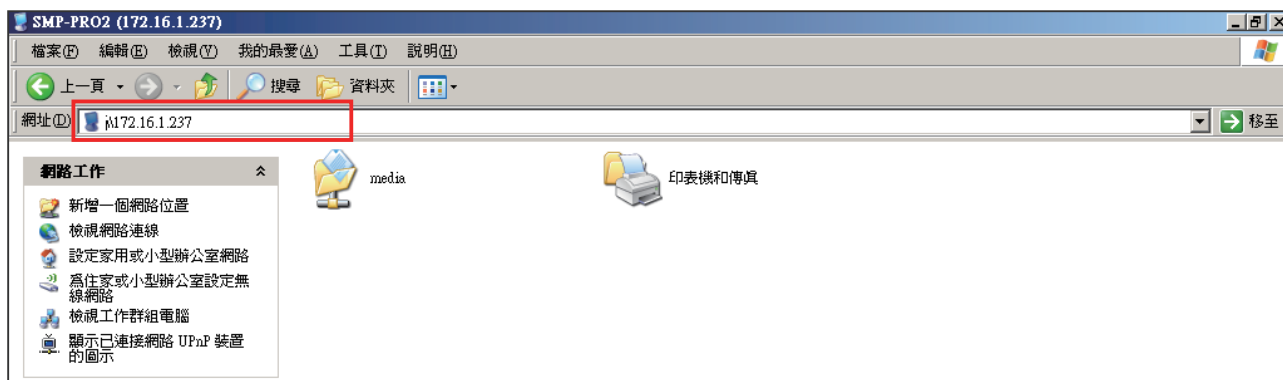 SMP-PRO2 (172.16.1.237)
檔案(F) 編輯(E) 檢視(V) 我的最愛(A) 工具(T) 說明(H)
上一頁 搜尋 資料夾
網址(D) \\172.16.1.237 移至
網路工作
media
印表機和傳真
新增一個網路位置
檢視網路連線
設定家用或小型辦公室網路
為住家或小型辦公室設定無
線網路
檢視工作群組電腦
顯示已連接網路 UPnP 裝置
的圖示